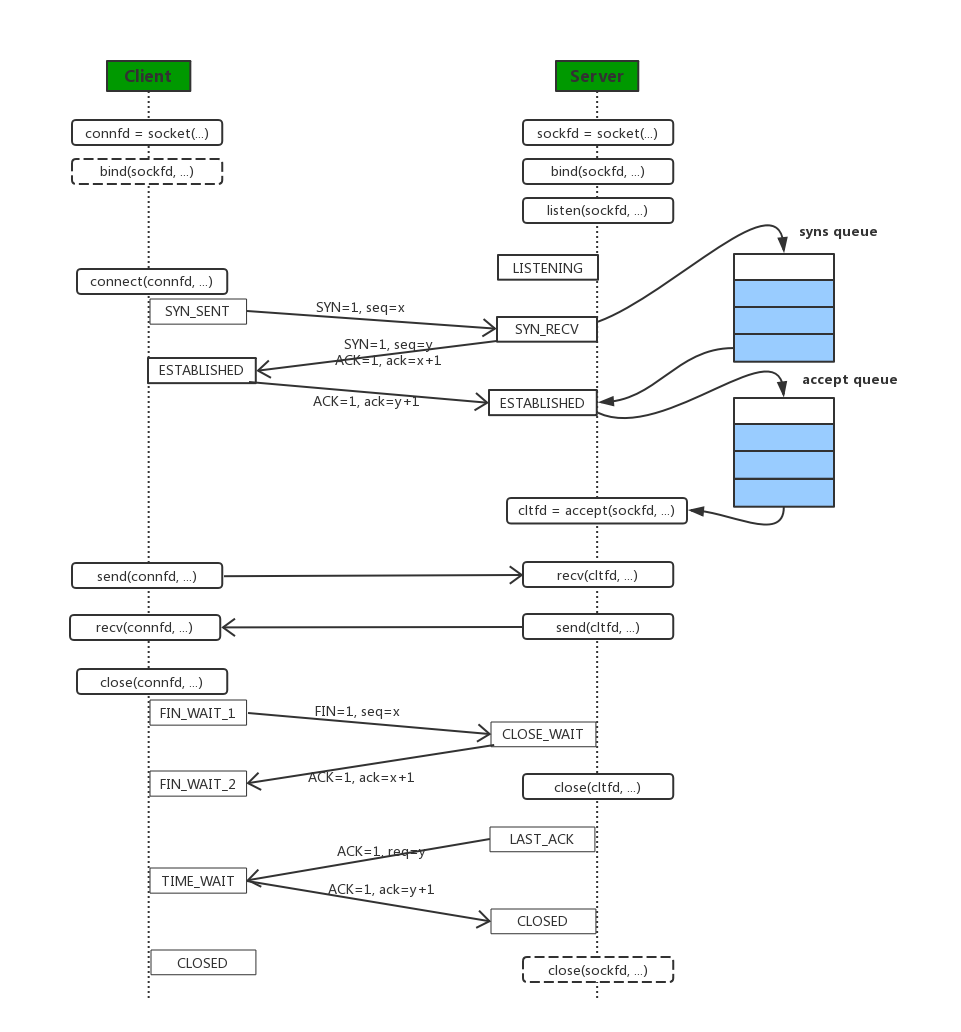 Client
Server
connfd = socket(...)
sockfd = socket(...)
bind(sockfd, ...)
bind(sockfd, ...)
listen(sockfd, ...)
syns queue
LISTENING
connect(connfd, ...)
SYN_SENT
SYN=1, seq=x
SYN_RECV
SYN=1, seq=y
ACK=1, ack=x+1
ESTABLISHED
accept queue
ACK=1, ack=y+1
ESTABLISHED
cltfd = accept(sockfd, ...)
send(connfd, ...)
recv(cltfd, ...)
recv(connfd, ...)
send(cltfd, ...)
close(connfd, ...)
FIN_WAIT_1
FIN=1, seq=x
CLOSE_WAIT
ACK=1, ack=x+1
FIN_WAIT_2
close(cltfd, ...)
LAST_ACK
ACK=1, req=y
TIME_WAIT
ACK=1, ack=y+1
CLOSED
CLOSED
close(sockfd, ...)